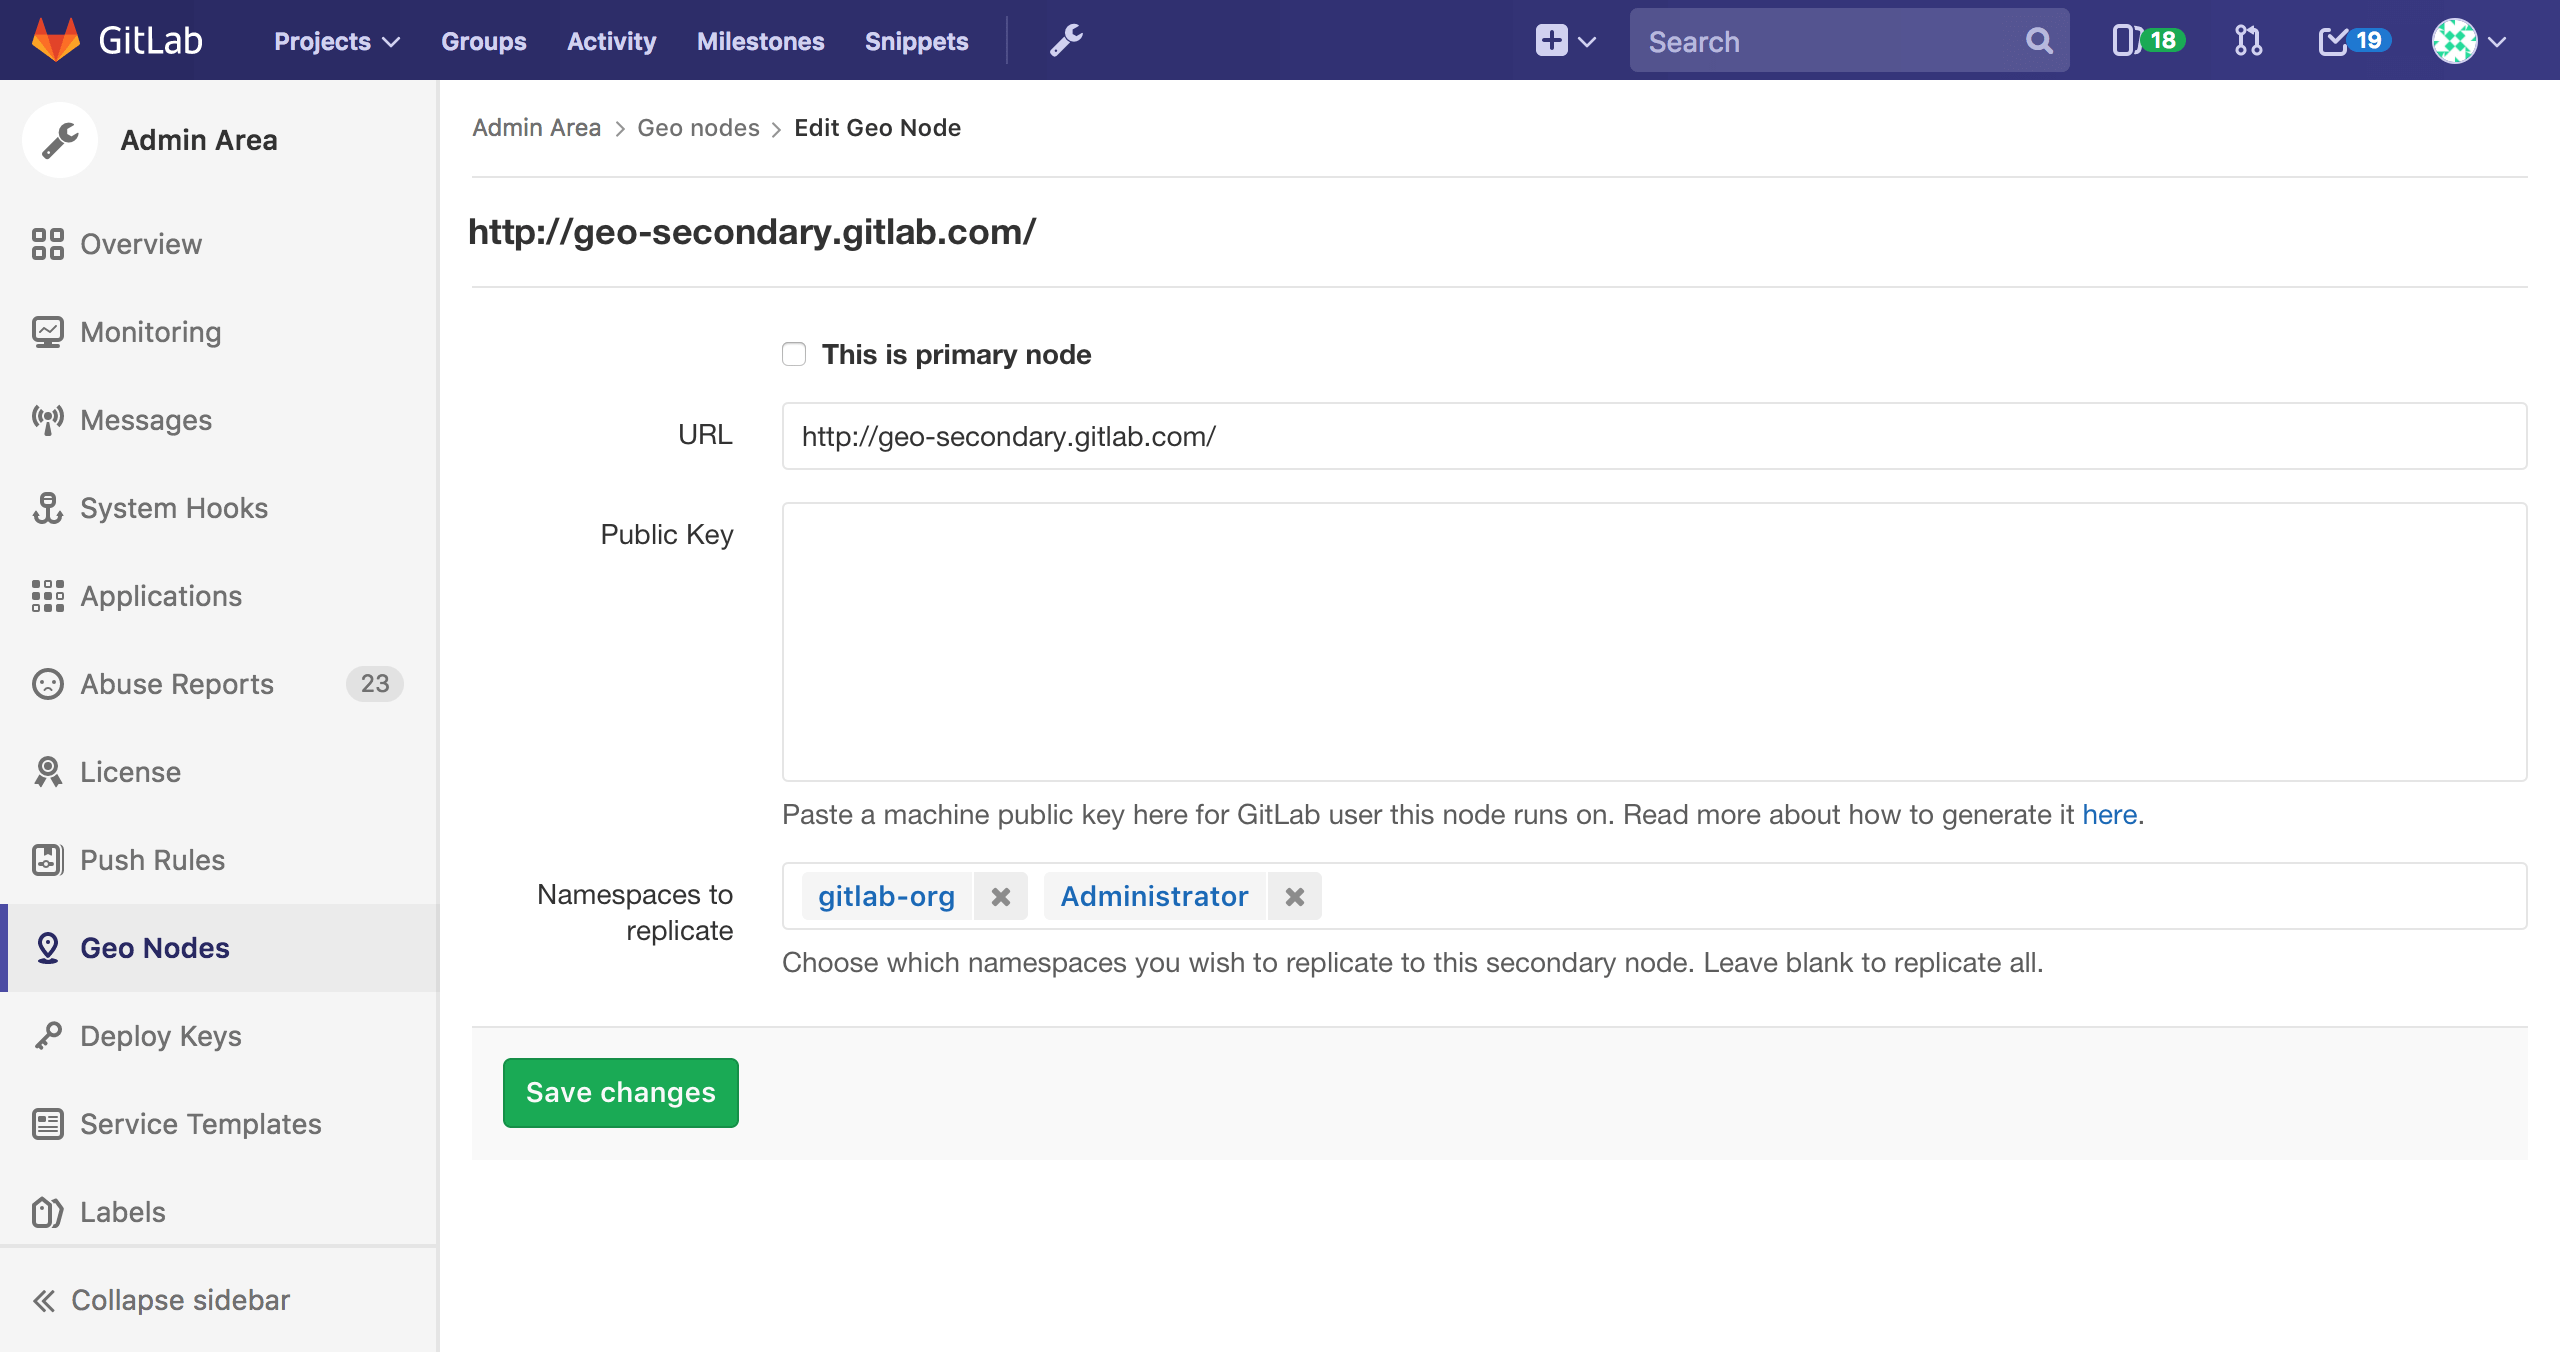 GitLab Projects Groups Activity Milestones Snippets Search 18 19
Admin Area
Overview
Monitoring
Messages
System Hooks
Applications
Abuse Reports 23
License
Push Rules
Geo Nodes
Deploy Keys
Service Templates
Labels
Collapse sidebar
Admin Area > Geo nodes > Edit Geo Node
http://geo-secondary.gitlab.com/
This is primary node
URL http://geo-secondary.gitlab.com/
Public Key
Paste a machine public key here for GitLab user this node runs on. Read more about how to generate it here.
Namespaces to
replicate
gitlab-org Administrator
Choose which namespaces you wish to replicate to this secondary node. Leave blank to replicate all.
Save changes